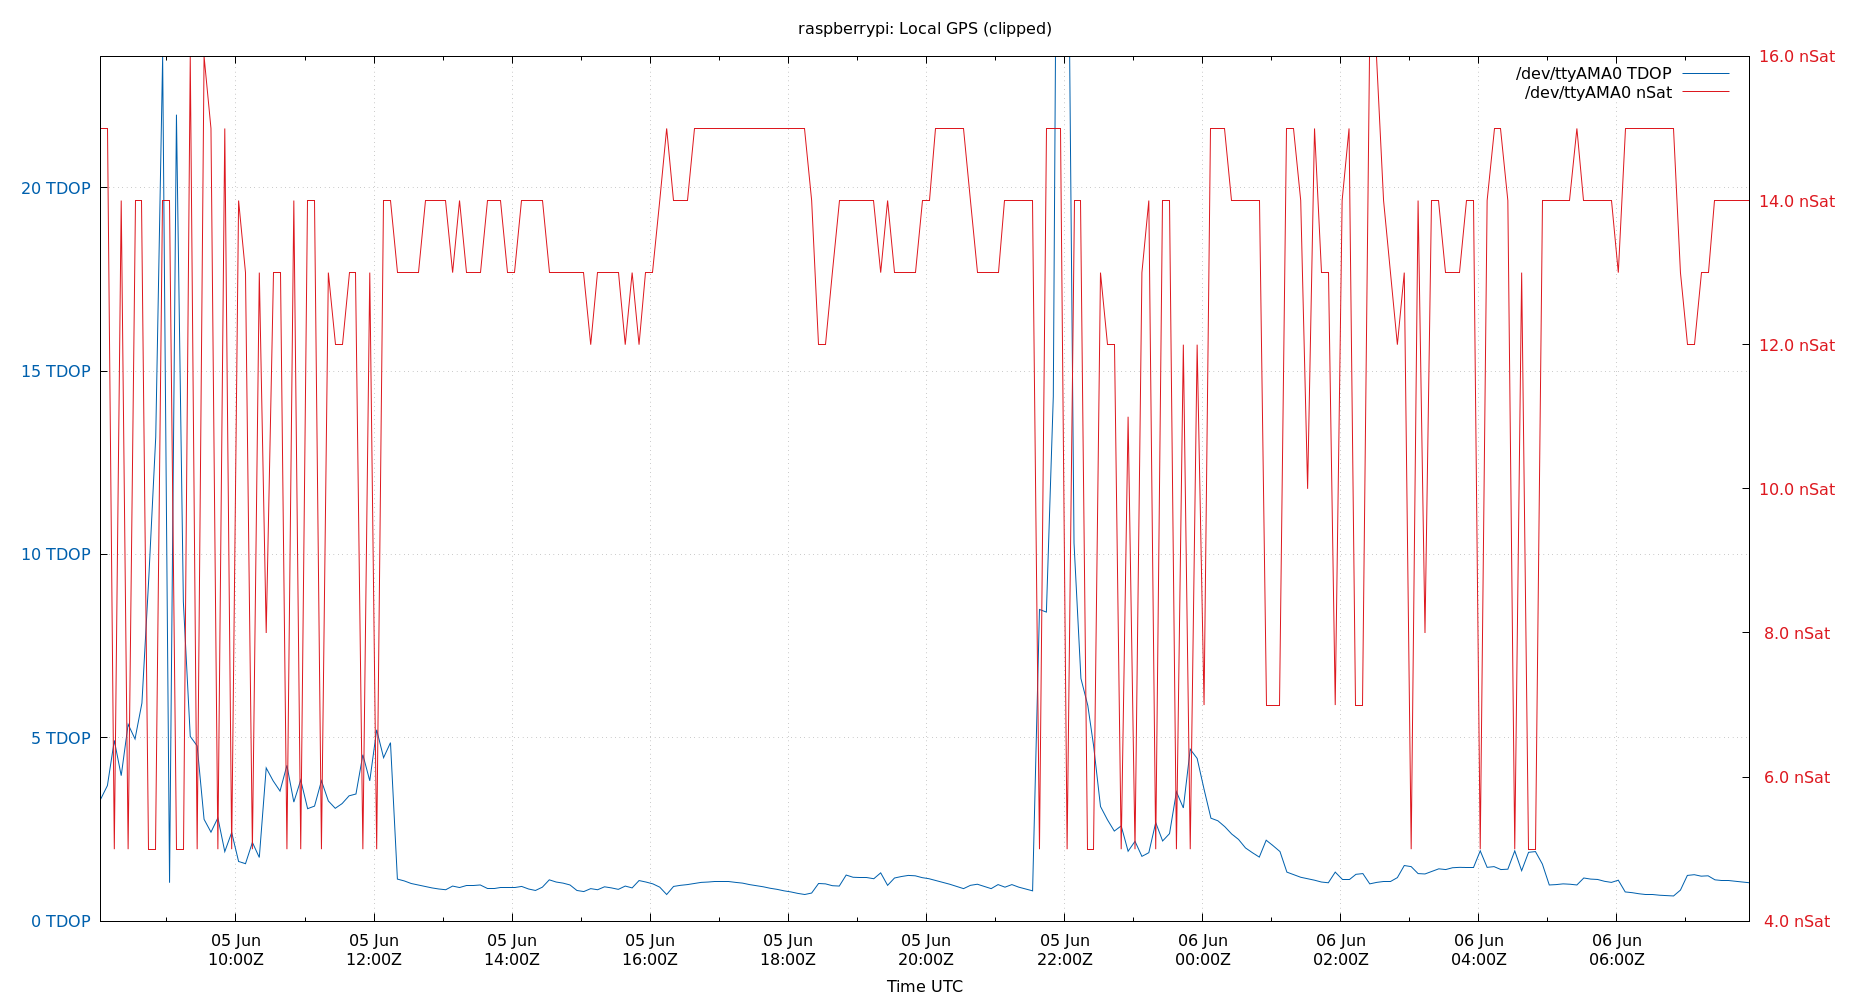 raspberrypi: Local GPS (clipped)
16.0 nSat
/dev/ttyAMA0 TDOP
/dev/ttyAMA0 nSat
20 TDOP
14.0 nSat
15 TDOP
12.0 nSat
10.0 nSat
10 TDOP
8.0 nSat
5 TDOP
6.0 nSat
0 TDOP
4.0 nSat
05 Jun 05 Jun 05 Jun 05 Jun 05 Jun 05 Jun 05 Jun 06 Jun 06 Jun 06 Jun 06 Jun
10:00Z 12:00Z 14:00Z 16:00Z 18:00Z 20:00Z 22:00Z 00:00Z 02:00Z 04:00Z 06:00Z
Time UTC